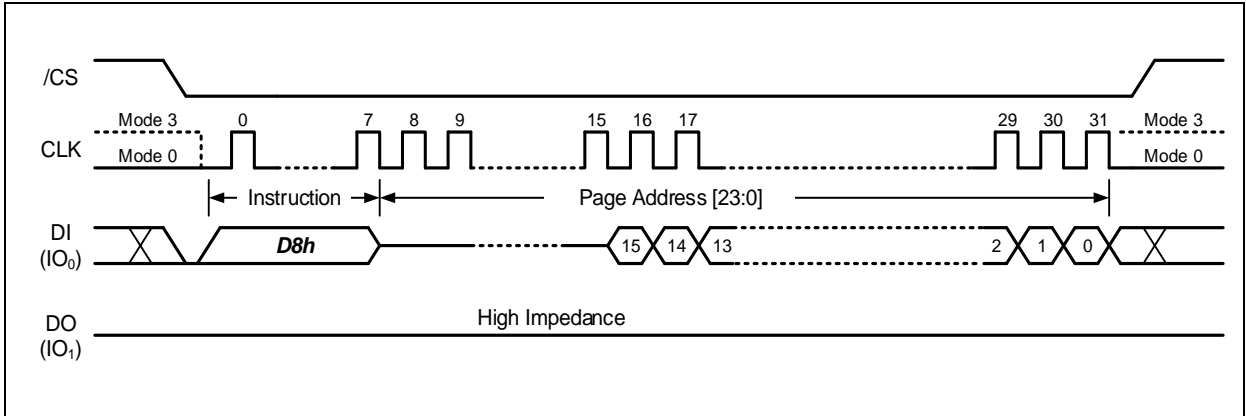 /CS
Mode 3 0 7 8 9 15 16 17 29 30 31 Mode 3
CLK
Mode 0 Mode 0
Instruction Page Address [23:0]
DI
(IO₀)
D8h 15 14 13 2 1 0
High Impedance
DO
(IO₁)